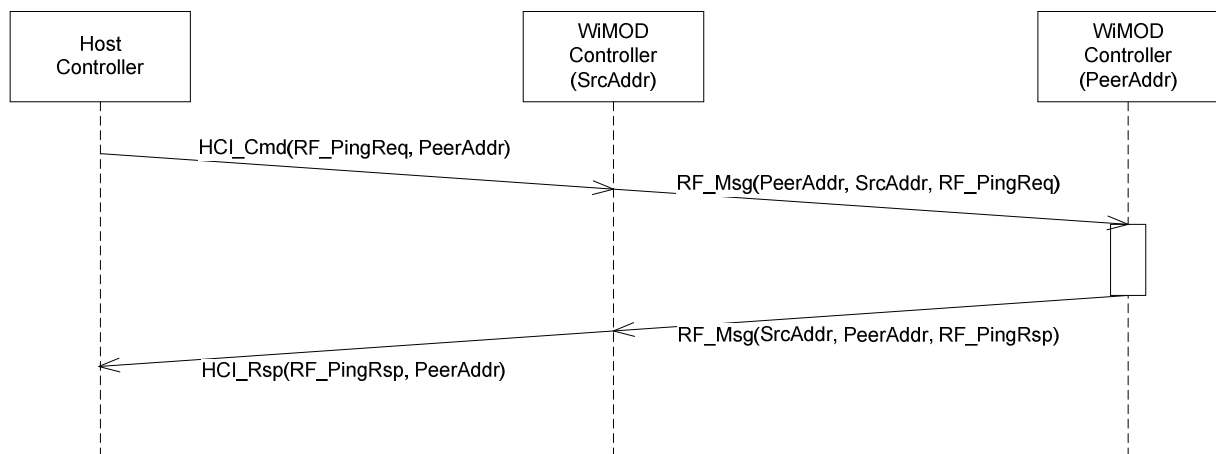 Host
Controller
WiMOD
Controller
(SrcAddr)
WiMOD
Controller
(PeerAddr)
HCI_Cmd(RF_PingReq, PeerAddr)
RF_Msg(PeerAddr, SrcAddr, RF_PingReq)
RF_Msg(SrcAddr, PeerAddr, RF_PingRsp)
HCI_Rsp(RF_PingRsp, PeerAddr)